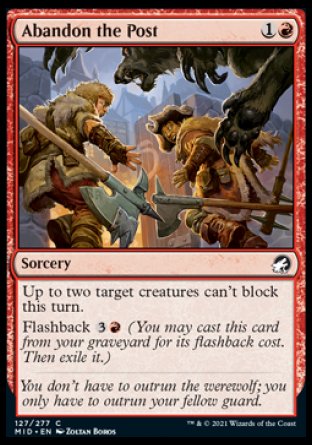 Abandon the Post 1
Sorcery
Up to two target creatures can't block
this turn.
Flashback 3 (You may cast this card
from your graveyard for its flashback cost.
Then exile it.)
You don't have to outrun the werewolf; you
only have to outrun your fellow guard.
127/277 C
MID • EN Zoltan Boros
™ & © 2021 Wizards of the Coast